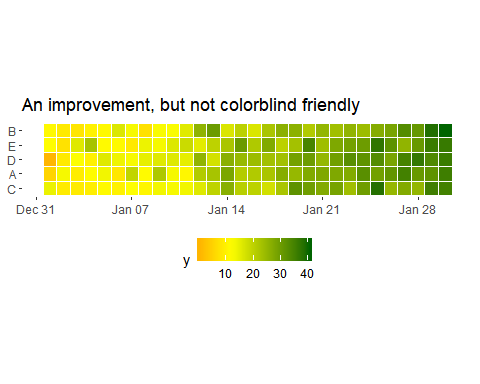 An improvement, but not colorblind friendly
B
E
D
A
C
Dec 31 Jan 07 Jan 14 Jan 21 Jan 28
y
10 20 30 40